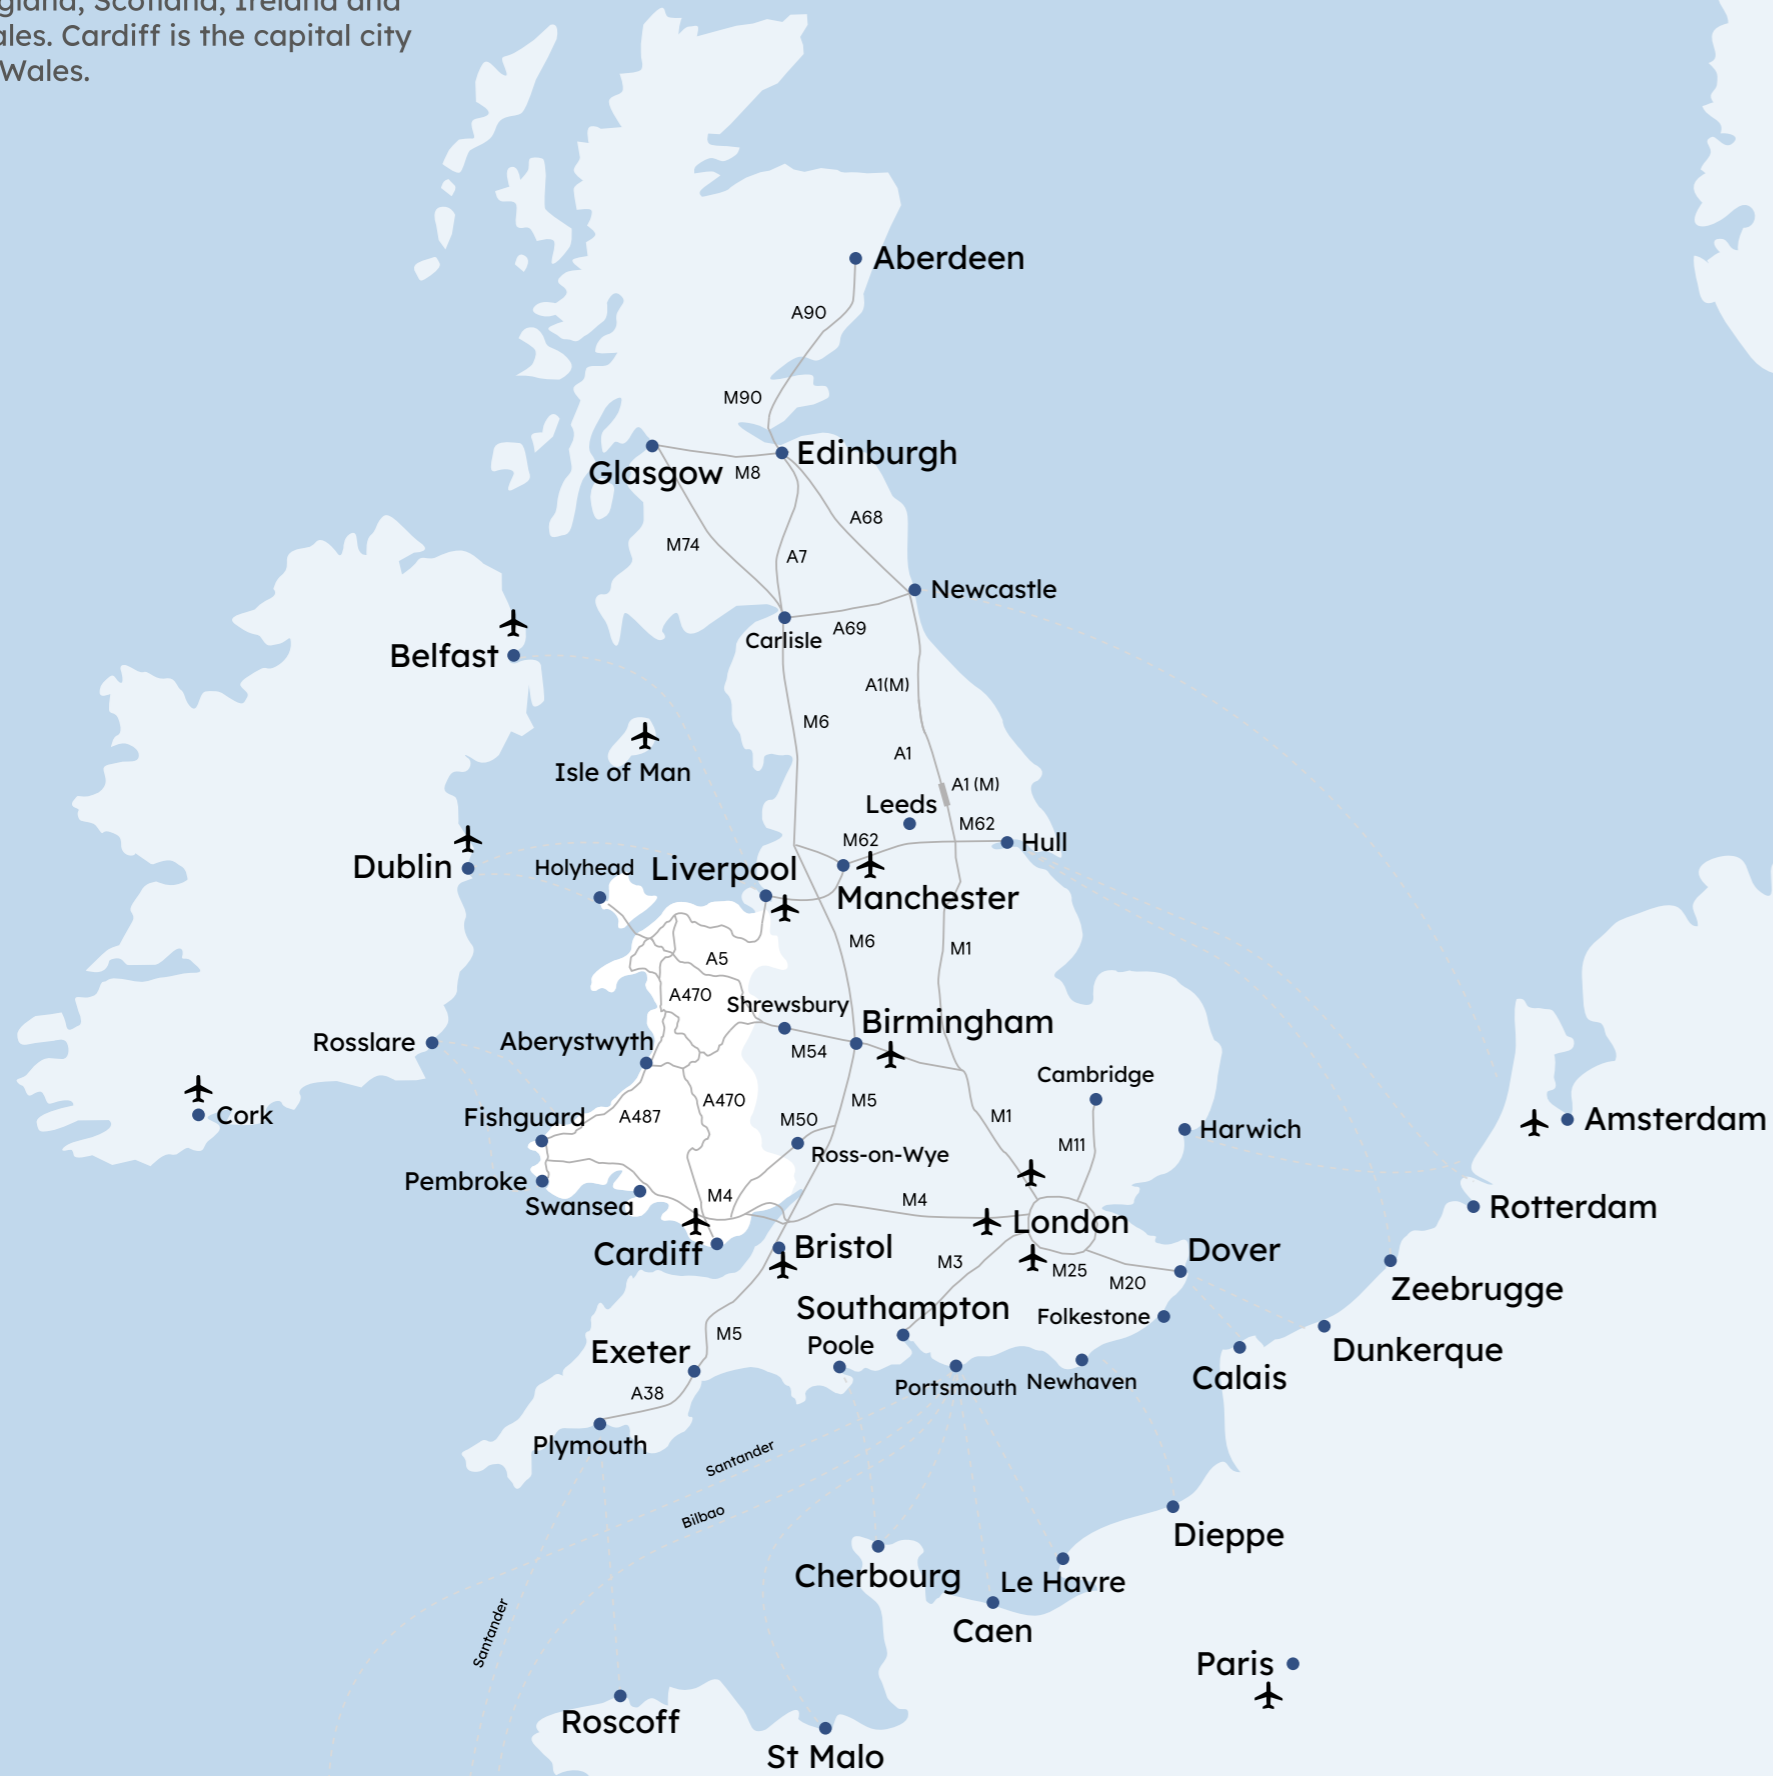 gland, Scotland, Ireland and
ales. Cardiff is the capital city
Wales.
Aberdeen
A90
M90
Edinburgh
Glasgow
M8
A68
M74
A7
Newcastle
A69
Carlisle
Belfast
A1(M)
M6
A1
Isle of Man
A1 (M)
Leeds
M62
M62
Hull
Dublin
Holyhead
Liverpool
Manchester
M6
M1
A5
A470
Shrewsbury
Birmingham
Rosslare
Aberystwyth
M54
Cambridge
Cork
Fishguard
A487
A470
M50
M5
M1
M11
Harwich
Amsterdam
Ross-on-Wye
Pembroke
Swansea
M4
M4
Rotterdam
London
Cardiff
Bristol
Dover
M3
M25
M20
Zeebrugge
Southampton
Folkestone
M5
Poole
Exeter
Dunkerque
Calais
A38
Portsmouth
Newhaven
Plymouth
Santander
Bilbao
Dieppe
Cherbourg
Le Havre
Santander
Caen
Paris
Roscoff
St Malo